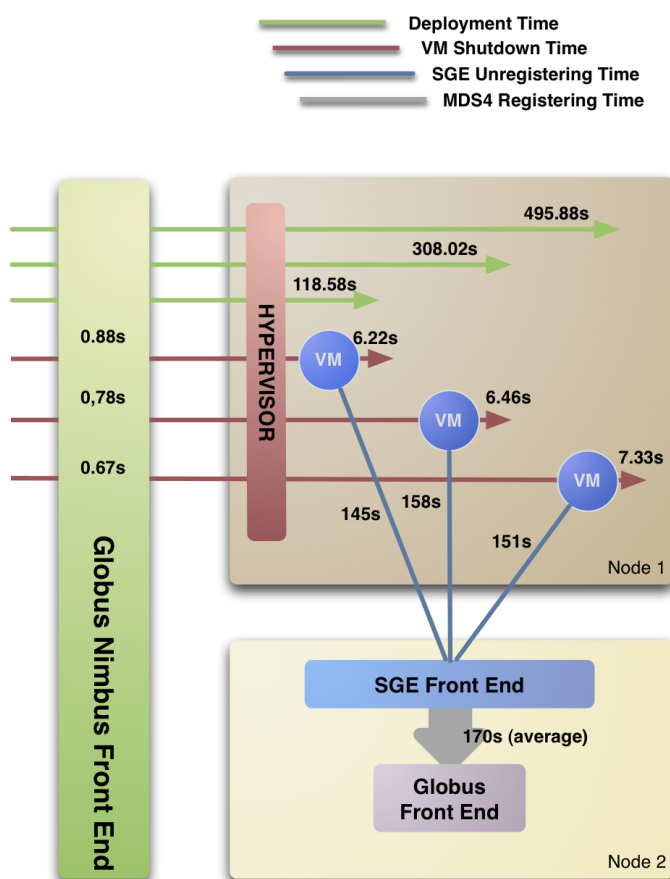 Deployment Time
VM Shutdown Time
SGE Unregistering Time
MDS4 Registering Time
495.88s
308.02s
118.58s
HYPERVISOR
0.88s
VM
6.22s
0,78s
VM
6.46s
0.67s
VM
7.33s
145s
158s
151s
Node 1
Globus Nimbus Front End
SGE Front End
170s (average)
Globus
Front End
Node 2